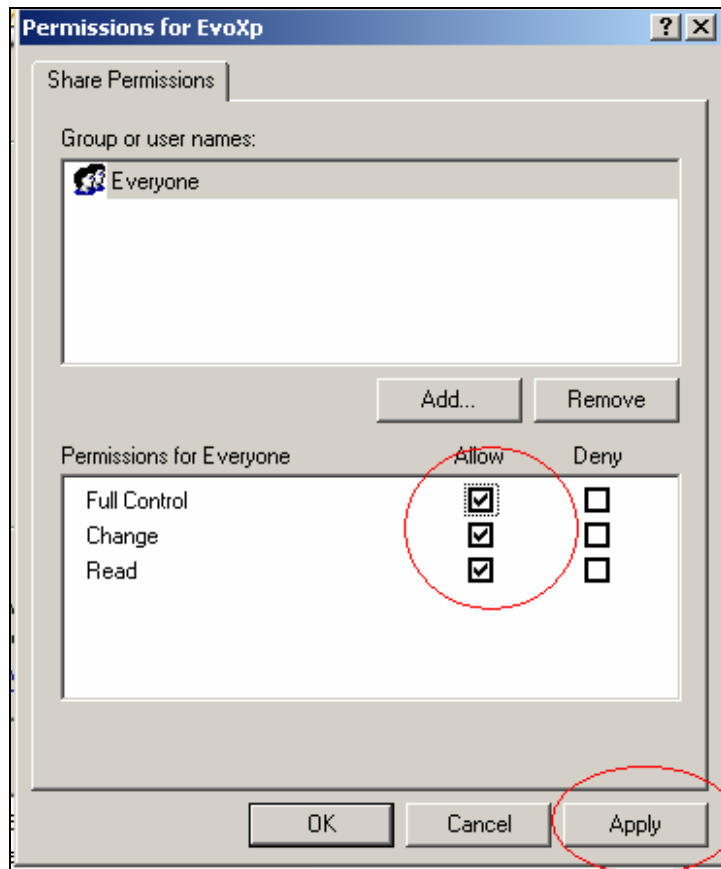 Permissions for EvoXp
Share Permissions
Group or user names:
Everyone
Add... Remove
Permissions for Everyone Allow Deny
Full Control
Change
Read
OK Cancel Apply